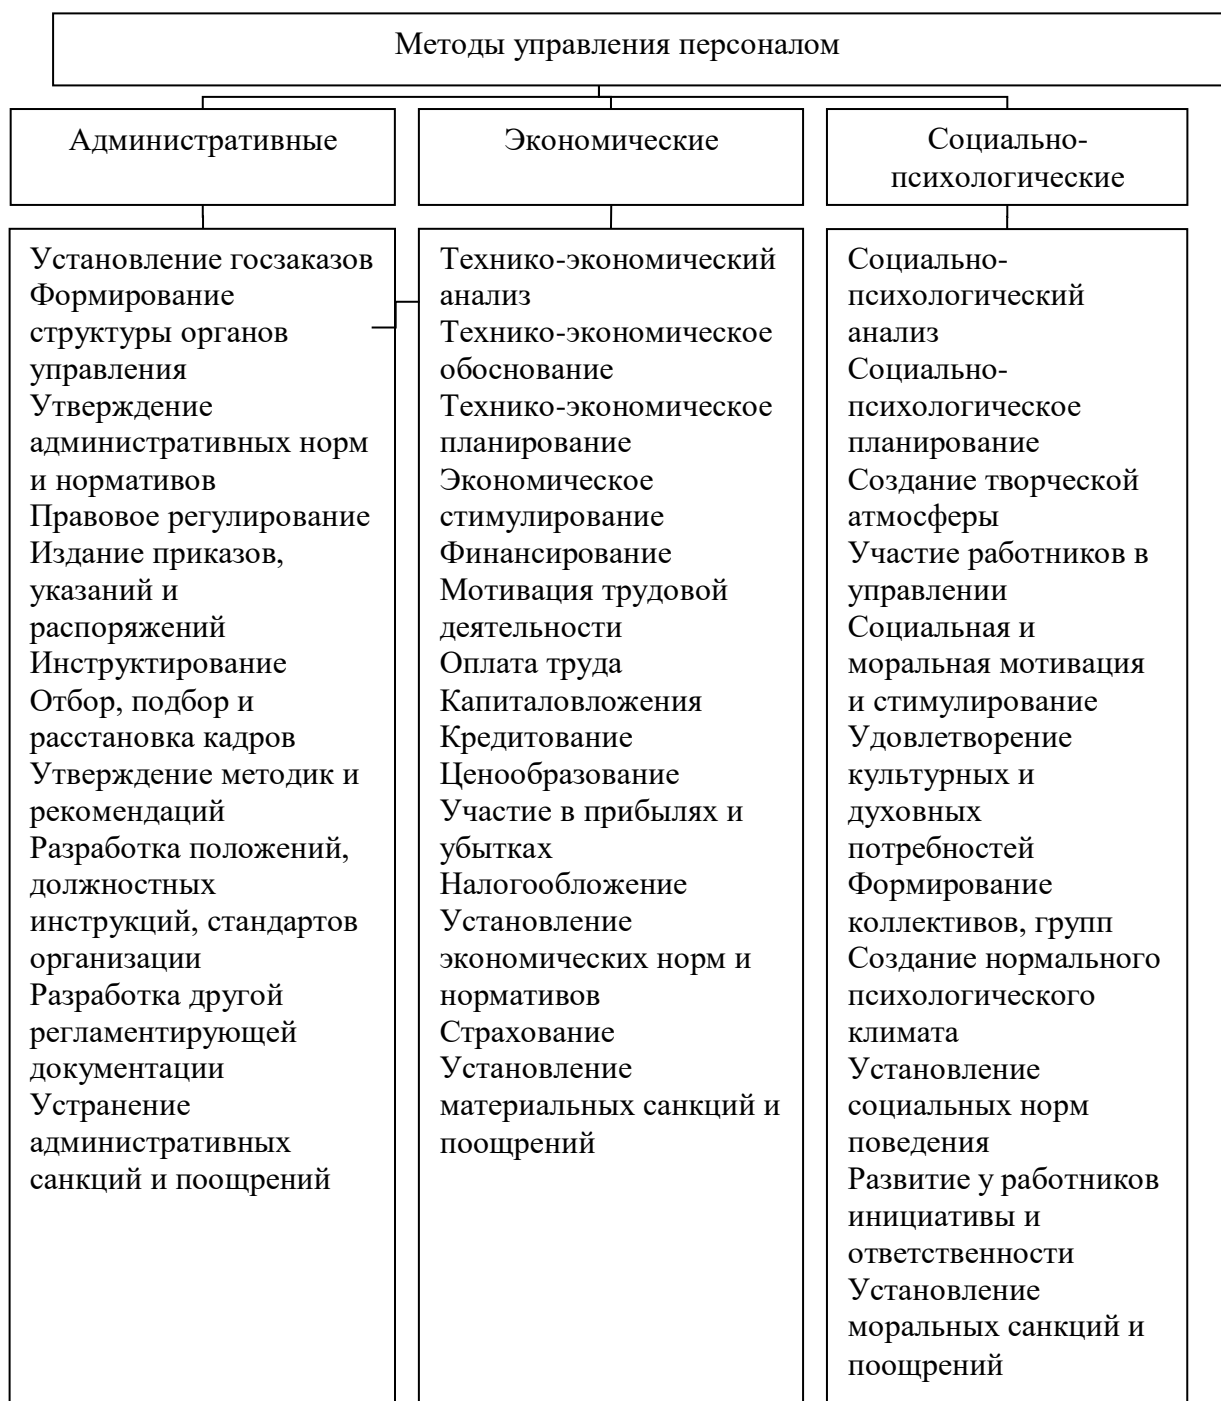 Методы управления персоналом
Административные
Экономические
Социально-
психологические
Установление госзаказов
Формирование
структуры органов
управления
Утверждение
административных норм
и нормативов
Правовое регулирование
Издание приказов,
указаний и
распоряжений
Инструктирование
Отбор, подбор и
расстановка кадров
Утверждение методик и
рекомендаций
Разработка положений,
должностных
инструкций, стандартов
организации
Разработка другой
регламентирующей
документации
Устранение
административных
санкций и поощрений
Технико-экономический
анализ
Технико-экономическое
обоснование
Технико-экономическое
планирование
Экономическое
стимулирование
Финансирование
Мотивация трудовой
деятельности
Оплата труда
Капиталовложения
Кредитование
Ценообразование
Участие в прибылях и
убытках
Налогообложение
Установление
экономических норм и
нормативов
Страхование
Установление
материальных санкций и
поощрений
Социально-
психологический
анализ
Социально-
психологическое
планирование
Создание творческой
атмосферы
Участие работников в
управлении
Социальная и
моральная мотивация
и стимулирование
Удовлетворение
культурных и
духовных
потребностей
Формирование
коллективов, групп
Создание нормального
психологического
климата
Установление
социальных норм
поведения
Развитие у работников
инициативы и
ответственности
Установление
моральных санкций и
поощрений